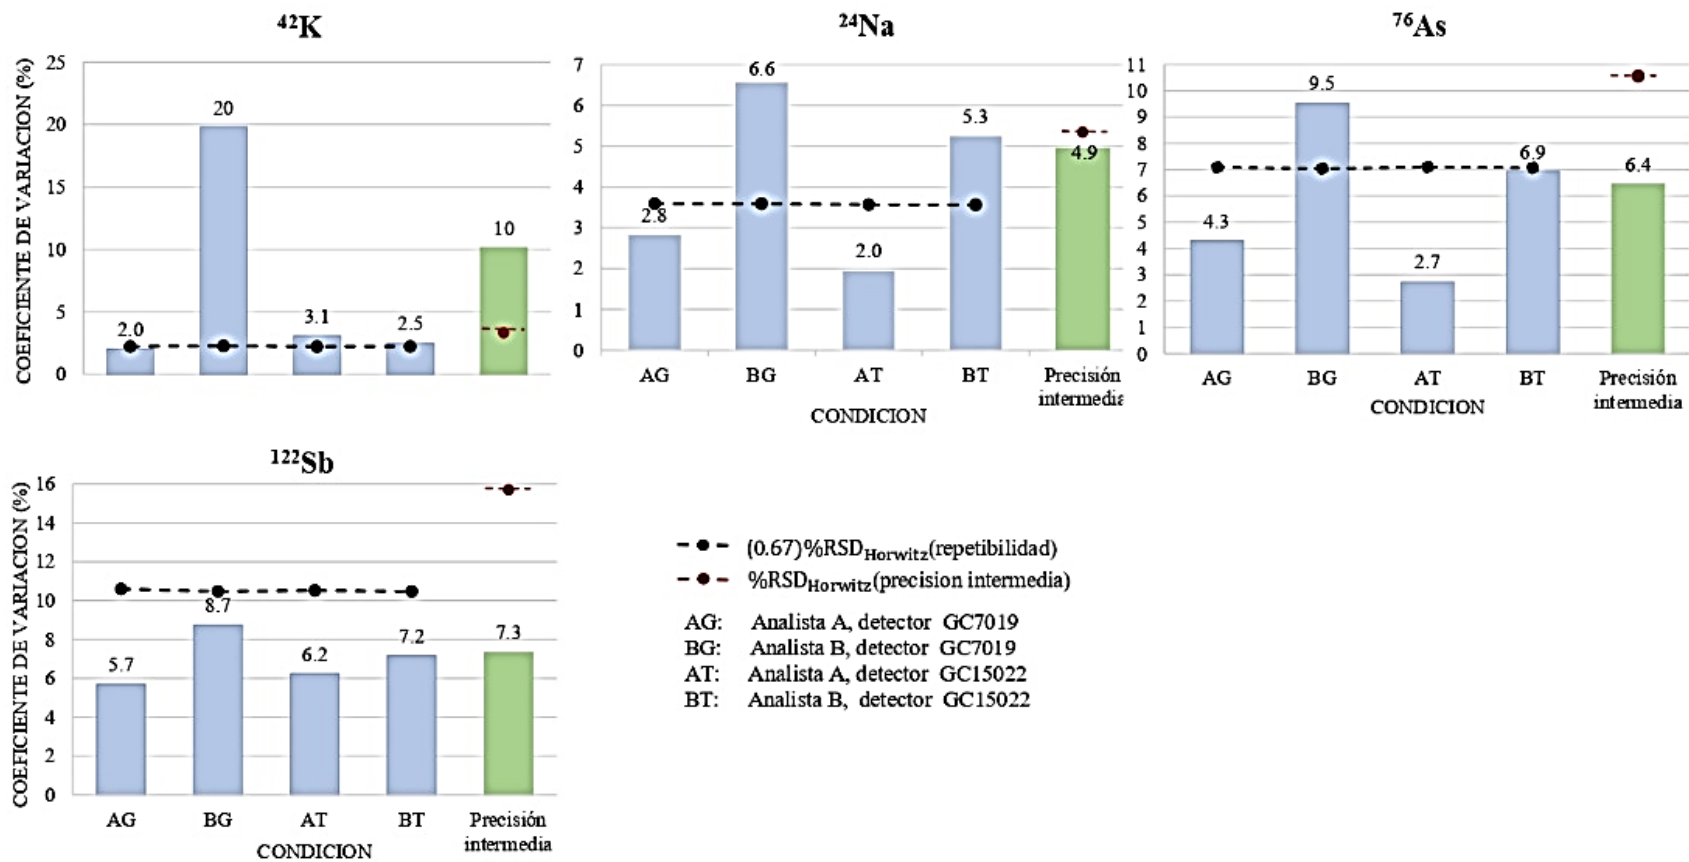 ⁴²K
COEFICIENTE DE VARIACION (%)
25
20
15
10
5
0
2.0
20
3.1
2.5
10
²⁴Na
7
6
5
4
3
2
1
0
2.8
6.6
2.0
5.3
4.9
AG BG AT BT Precisión
intermedia
CONDICION
⁷⁶As
11
10
9
8
7
6
5
4
3
2
1
0
4.3
9.5
2.7
6.9
6.4
AG BG AT BT Precisión
intermedia
CONDICION
¹²²Sb
COEFICIENTE DE VARIACION (%)
16
14
12
10
8
6
4
2
0
5.7
8.7
6.2
7.2
7.3
AG BG AT BT Precisión
intermedia
CONDICION
(0.67)%RSD_Horwitz(repetibilidad)
%RSD_Horwitz(precision intermedia)
AG: Analista A, detector GC7019
BG: Analista B, detector GC7019
AT: Analista A, detector GC15022
BT: Analista B, detector GC15022